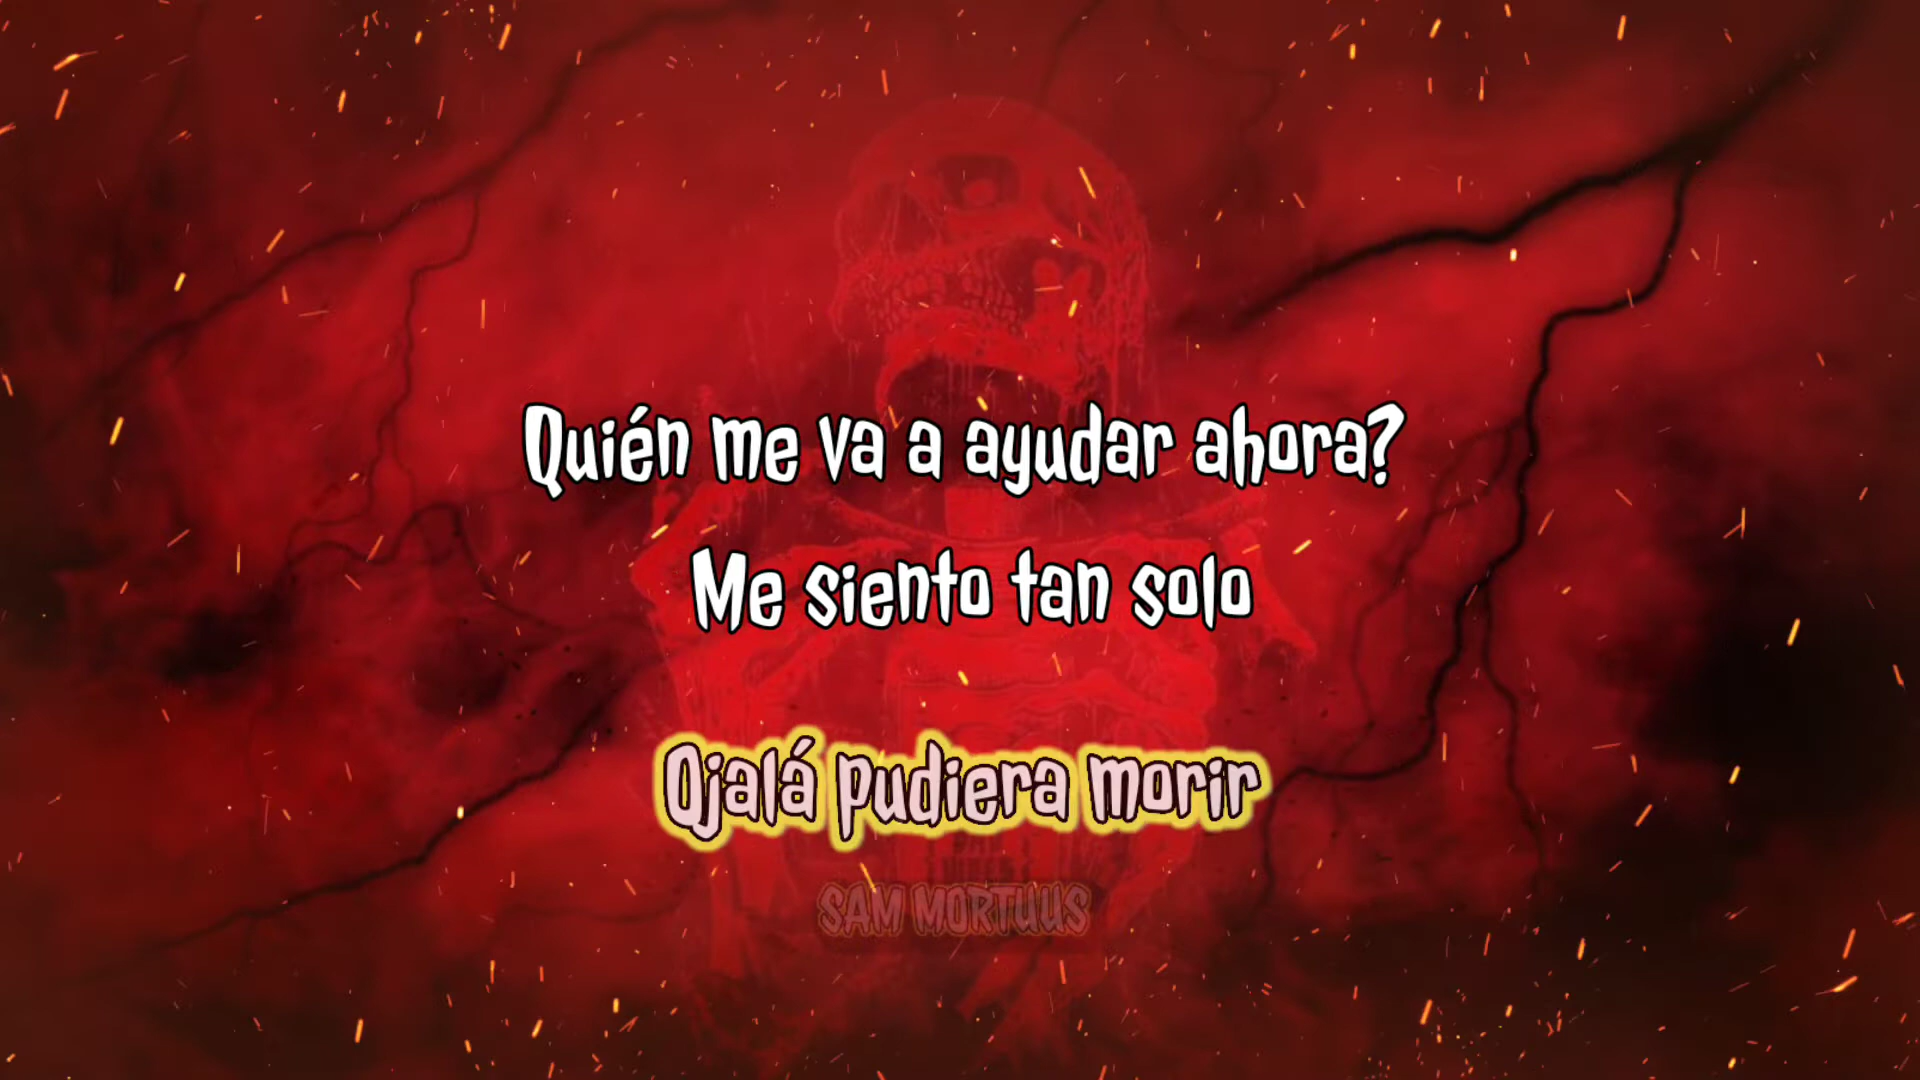 Quién me va a ayudar ahora?
Me siento tan solo
Ojalá pudiera morir
SAM MORTUUS